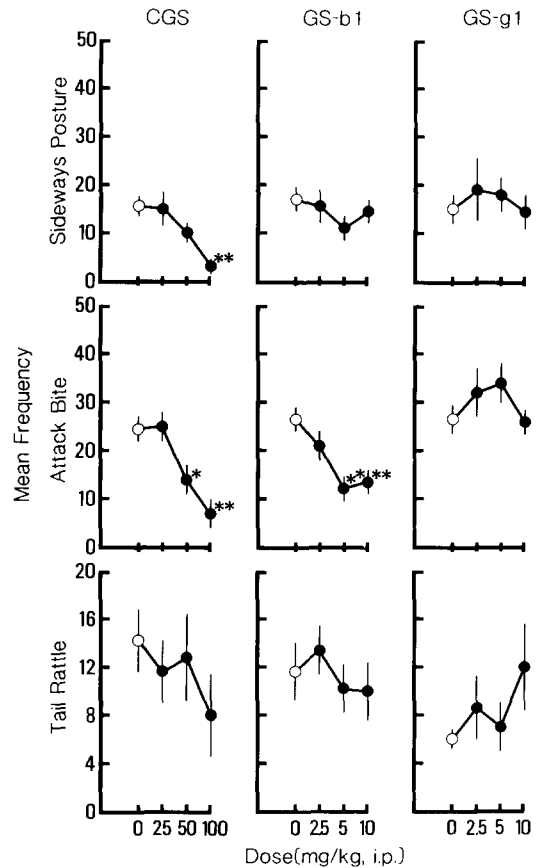 CGS GS-b1 GS-g1
Sideways Posture
50
40
30
20
10
0
**
Mean Frequency
Attack Bite
50
40
30
20
10
0
*
**
* * **
Tail Rattle
20
16
12
8
4
0
0 25 50 100 0 2.5 5 10 0 2.5 5 10
Dose(mg/kg, i.p.)